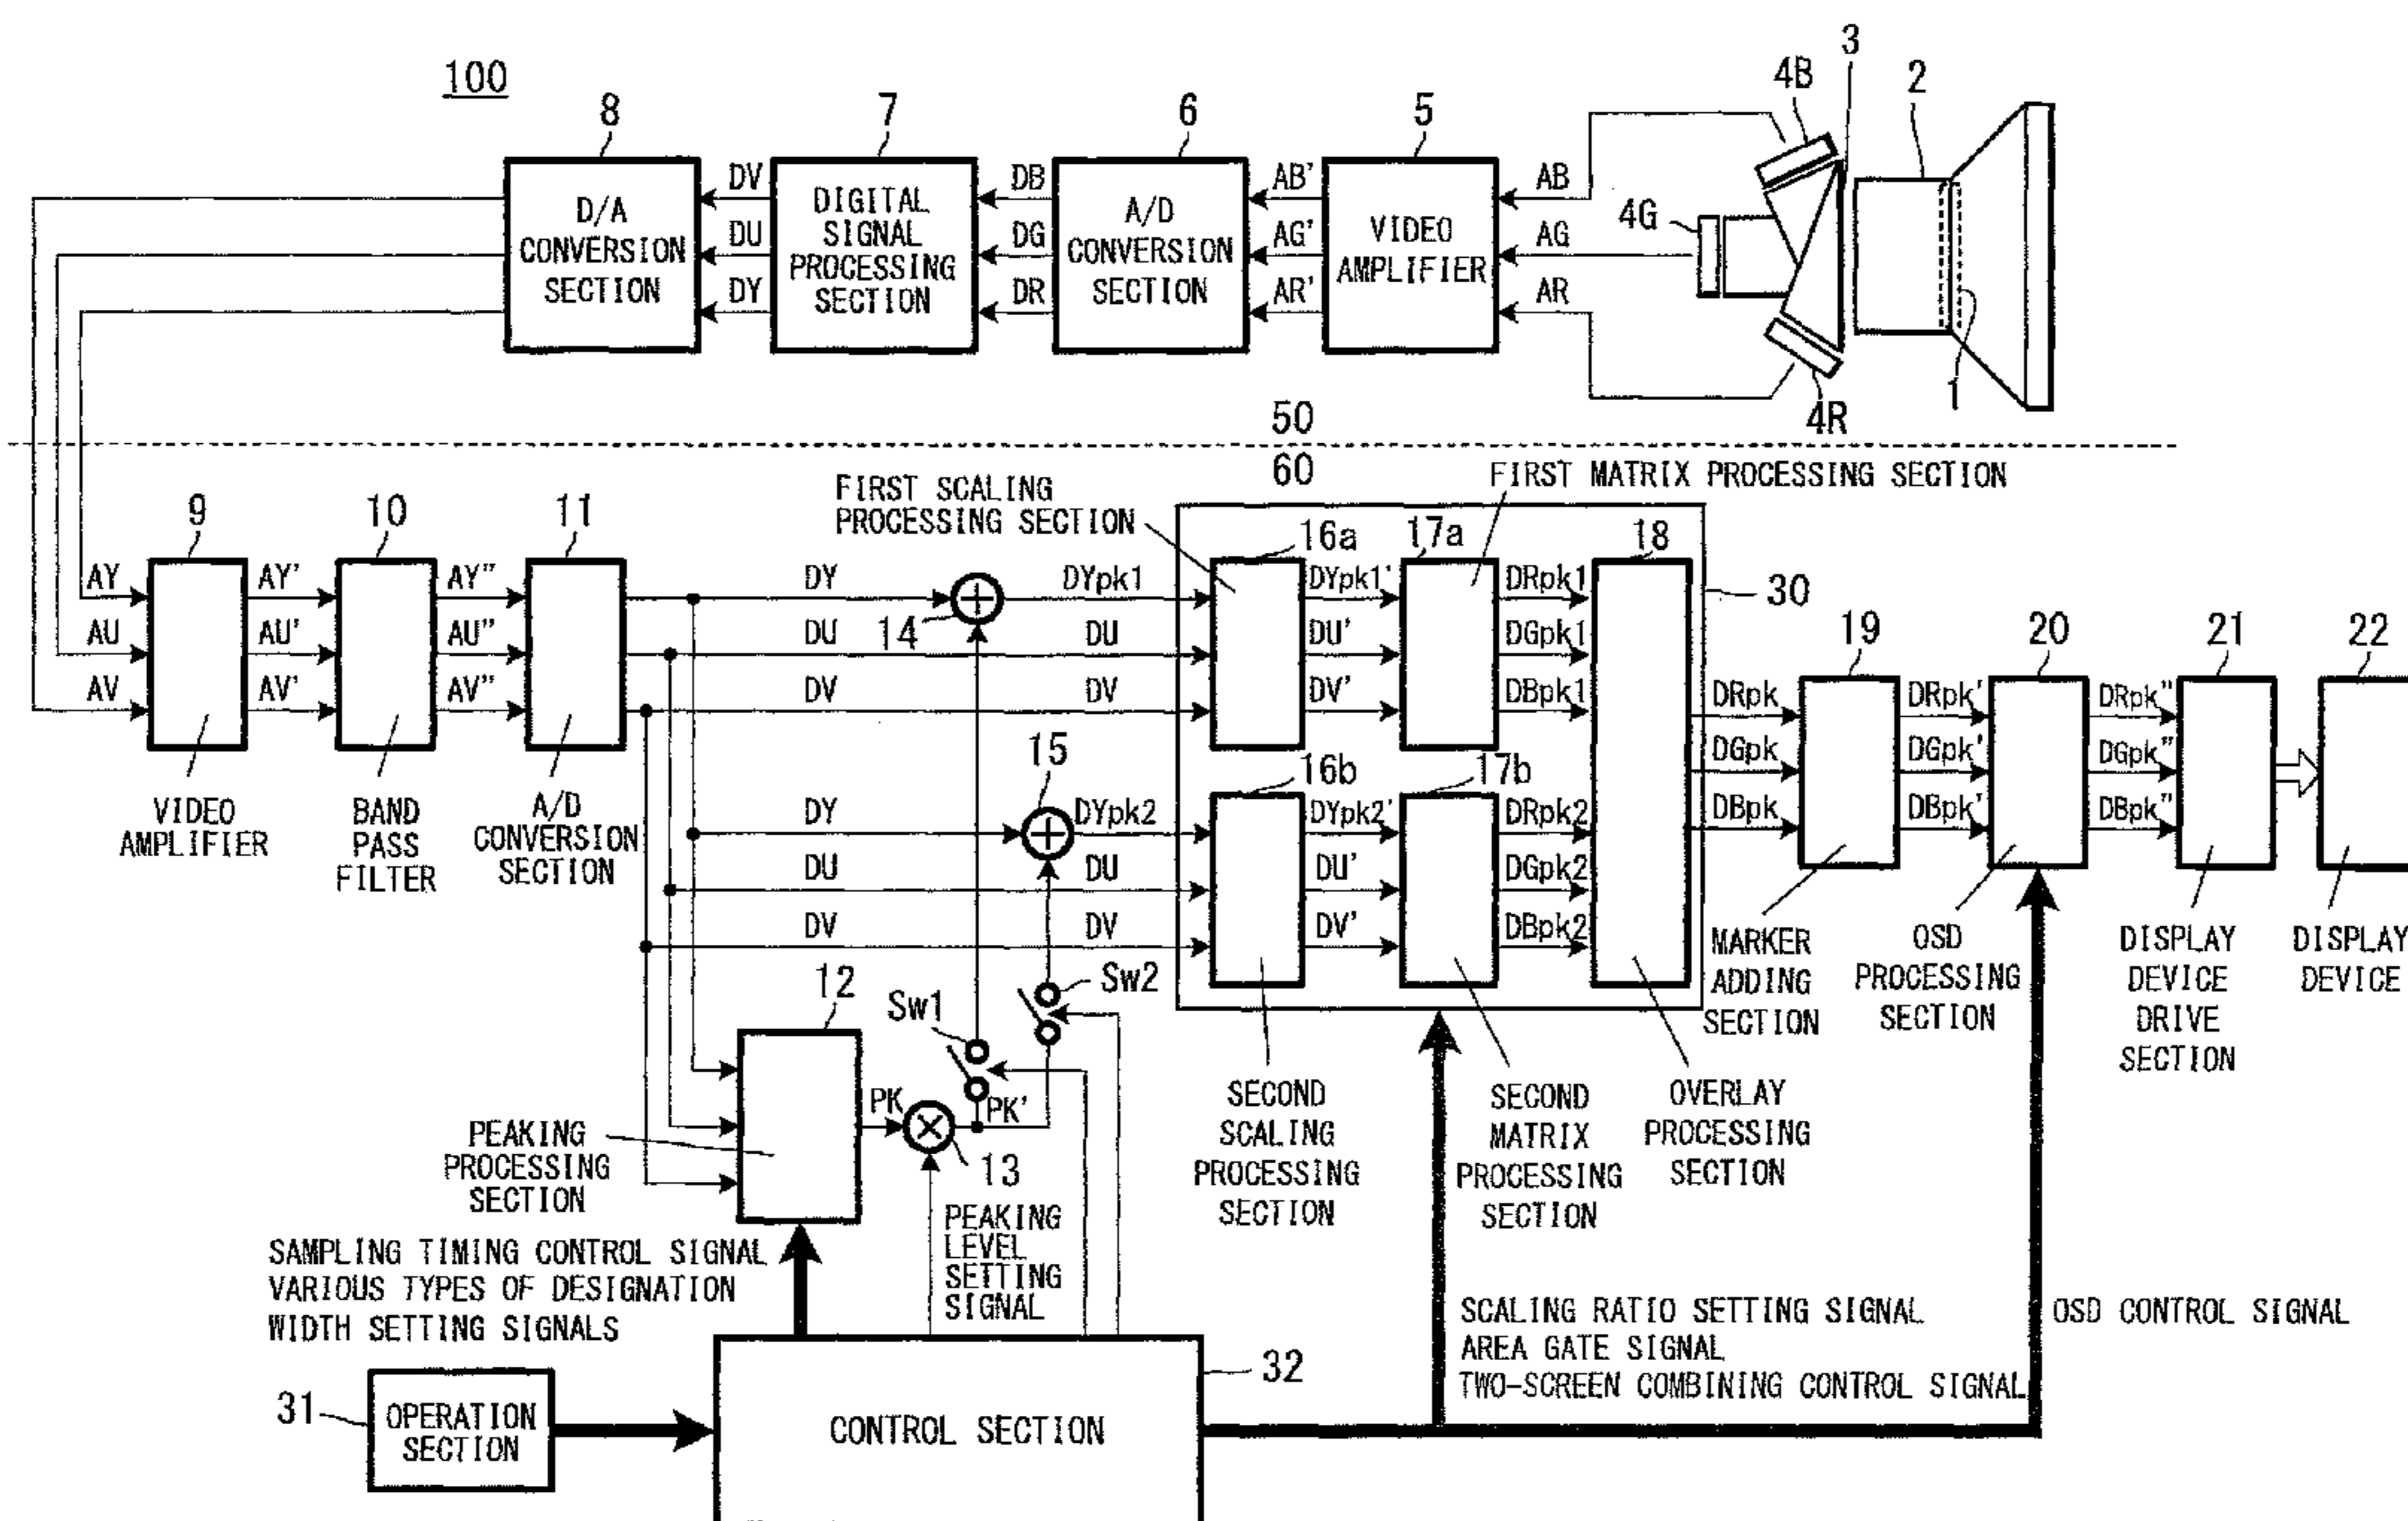 100
8
7
6
5
4B
3
2
4G
4R
1
D/A
CONVERSION
SECTION
DV
DU
DY
DIGITAL
SIGNAL
PROCESSING
SECTION
DB
DG
DR
A/D
CONVERSION
SECTION
AB'
AG'
AR'
VIDEO
AMPLIFIER
AB
AG
AR
50
60
FIRST SCALING
PROCESSING SECTION
FIRST MATRIX PROCESSING SECTION
9
10
11
AY
AU
AV
AY'
AU'
AV'
AY"
AU"
AV"
VIDEO
AMPLIFIER
BAND
PASS
FILTER
A/D
CONVERSION
SECTION
DY
DU
DV
14
DYpk1
DU
DV
16a
17a
18
30
DYpk1'
DU'
DV'
DRpk1
DGpk1
DBpk1
15
DY
DU
DV
DYpk2
DU
DV
16b
17b
DYpk2'
DU'
DV'
DRpk2
DGpk2
DBpk2
19
20
21
22
DRpk
DGpk
DBpk
DRpk'
DGpk'
DBpk'
DRpk"
DGpk"
DBpk"
MARKER
ADDING
SECTION
OSD
PROCESSING
SECTION
DISPLAY
DEVICE
DRIVE
SECTION
DISPLAY
DEVICE
12
Sw1
Sw2
PK
PK'
13
PEAKING
PROCESSING
SECTION
SECOND
SCALING
PROCESSING
SECTION
SECOND
MATRIX
PROCESSING
SECTION
OVERLAY
PROCESSING
SECTION
SAMPLING TIMING CONTROL SIGNAL
VARIOUS TYPES OF DESIGNATION
WIDTH SETTING SIGNALS
PEAKING
LEVEL
SETTING
SIGNAL
SCALING RATIO SETTING SIGNAL
AREA GATE SIGNAL
TWO-SCREEN COMBINING CONTROL SIGNAL
OSD CONTROL SIGNAL
31
OPERATION
SECTION
CONTROL SECTION
32